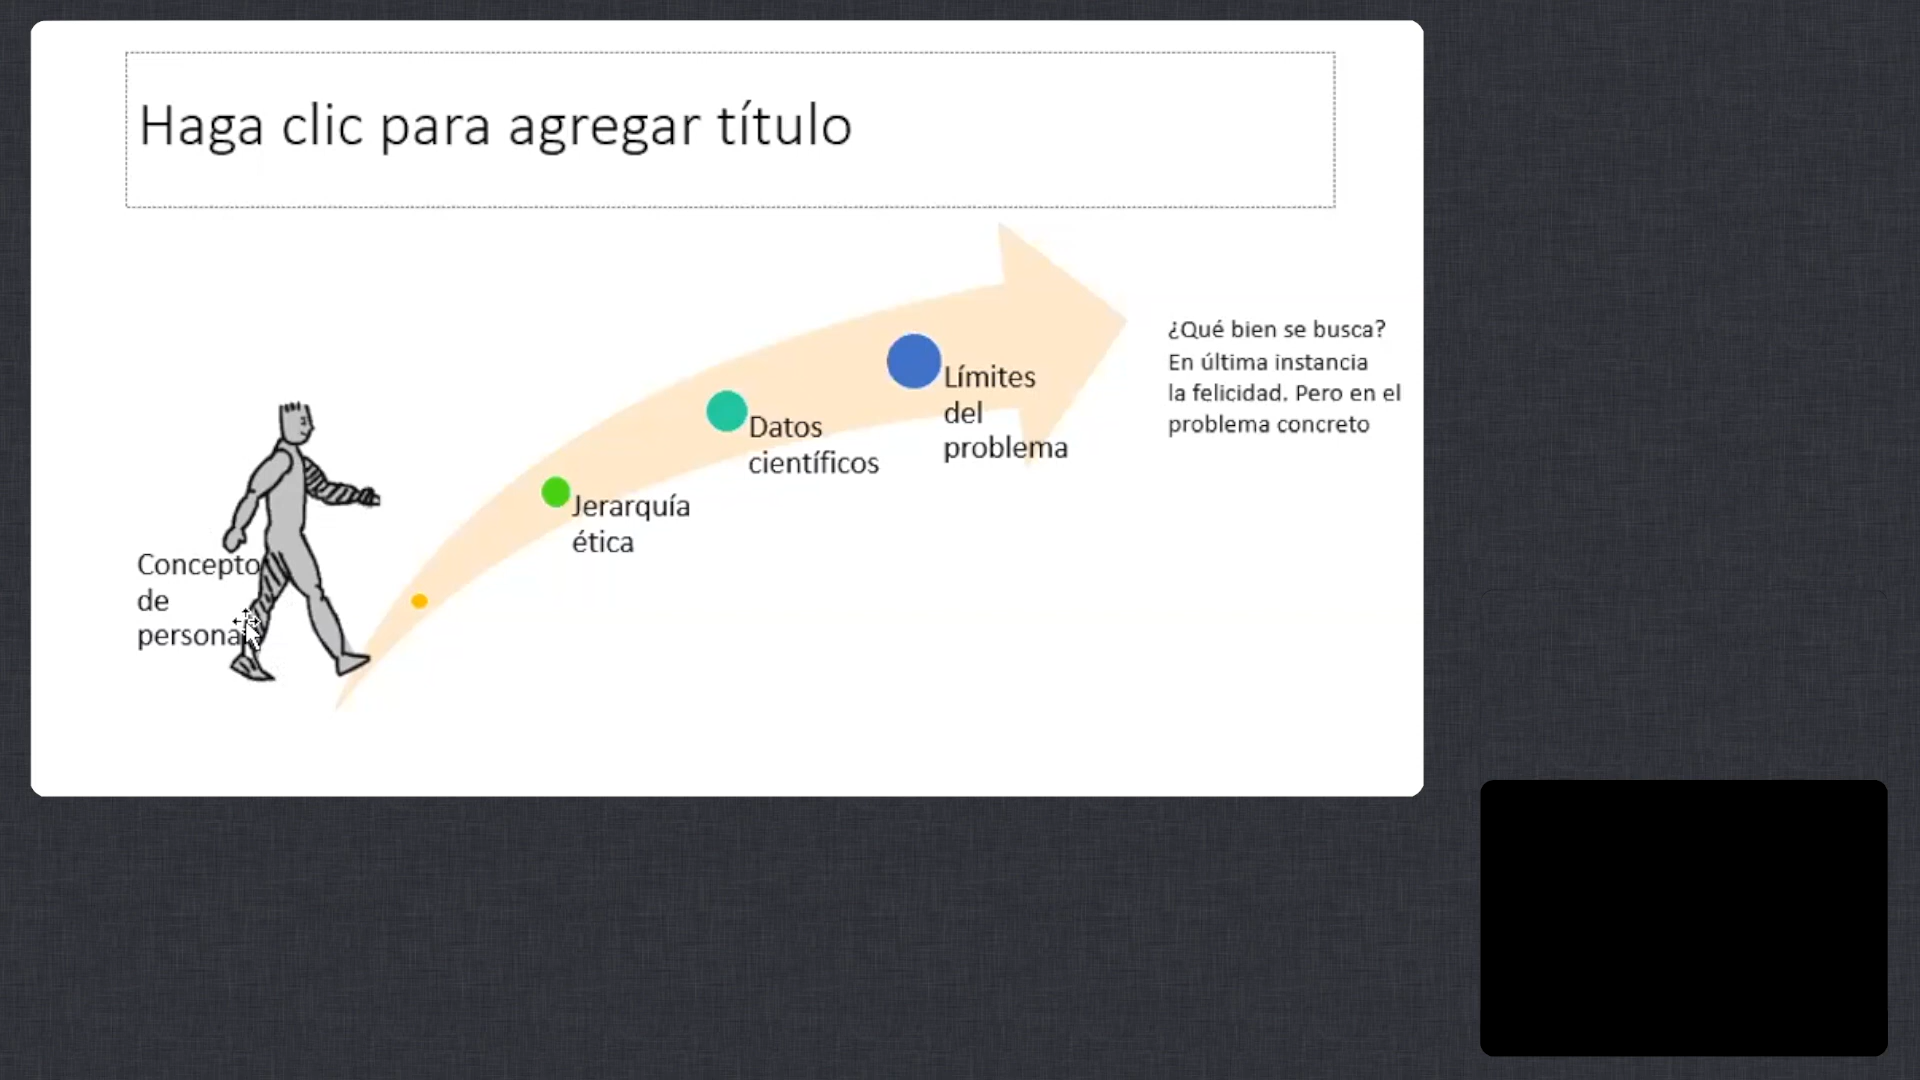 Haga clic para agregar título
¿Qué bien se busca?
En última instancia
la felicidad. Pero en el
problema concreto
Límites
del
problema
Datos
científicos
Jerarquía
ética
Concepto
de
persona